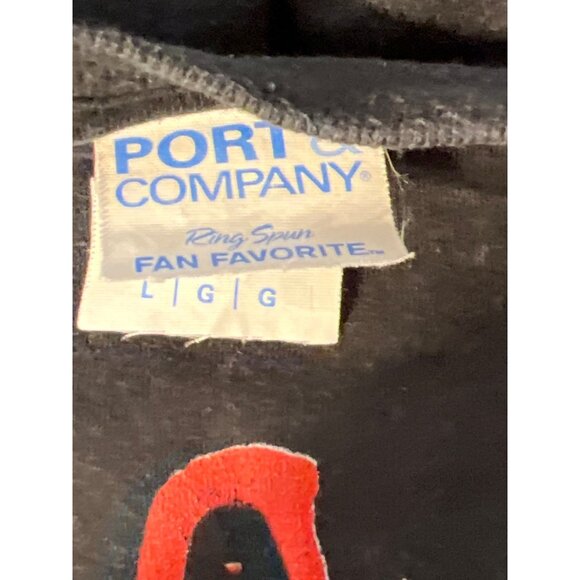 PORT &
COMPANY®
Ring Spun
FAN FAVORITE™
L | G | G